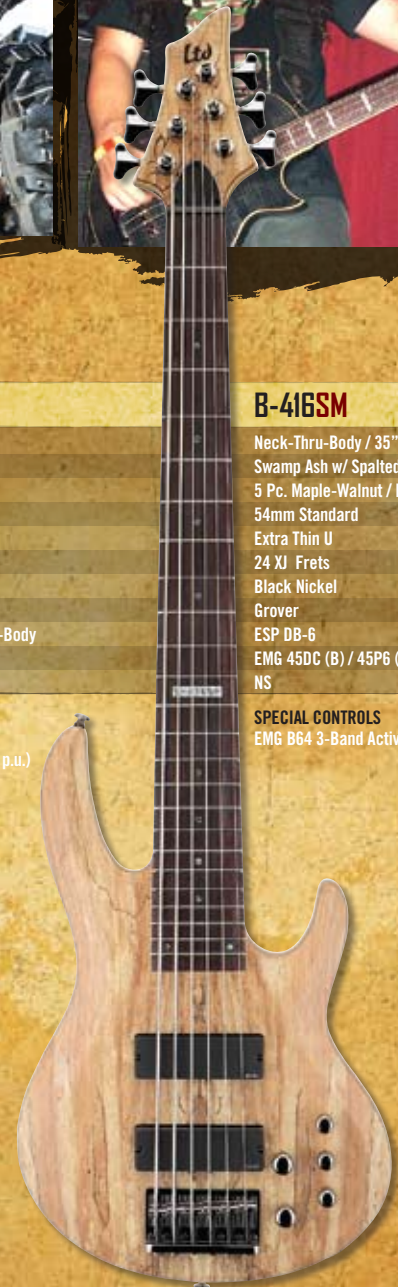 Ltd
B-416SM
Neck-Thru-Body / 35”
Swamp Ash w/ Spalted
5 Pc. Maple-Walnut /
54mm Standard
Extra Thin U
24 XJ Frets
Black Nickel
Grover
-Body
ESP DB-6
EMG 45DC (B) / 45P6 (
NS
SPECIAL CONTROLS
p.u.)
EMG B64 3-Band Activ